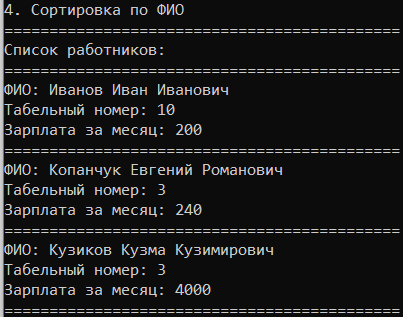 4. Сортировка по ФИО
============================================
Список работников:
============================================
ФИО: Иванов Иван Иванович
Табельный номер: 10
Зарплата за месяц: 200
============================================
ФИО: Копанчук Евгений Романович
Табельный номер: 3
Зарплата за месяц: 240
============================================
ФИО: Кузиков Кузма Кузимирович
Табельный номер: 3
Зарплата за месяц: 4000
============================================